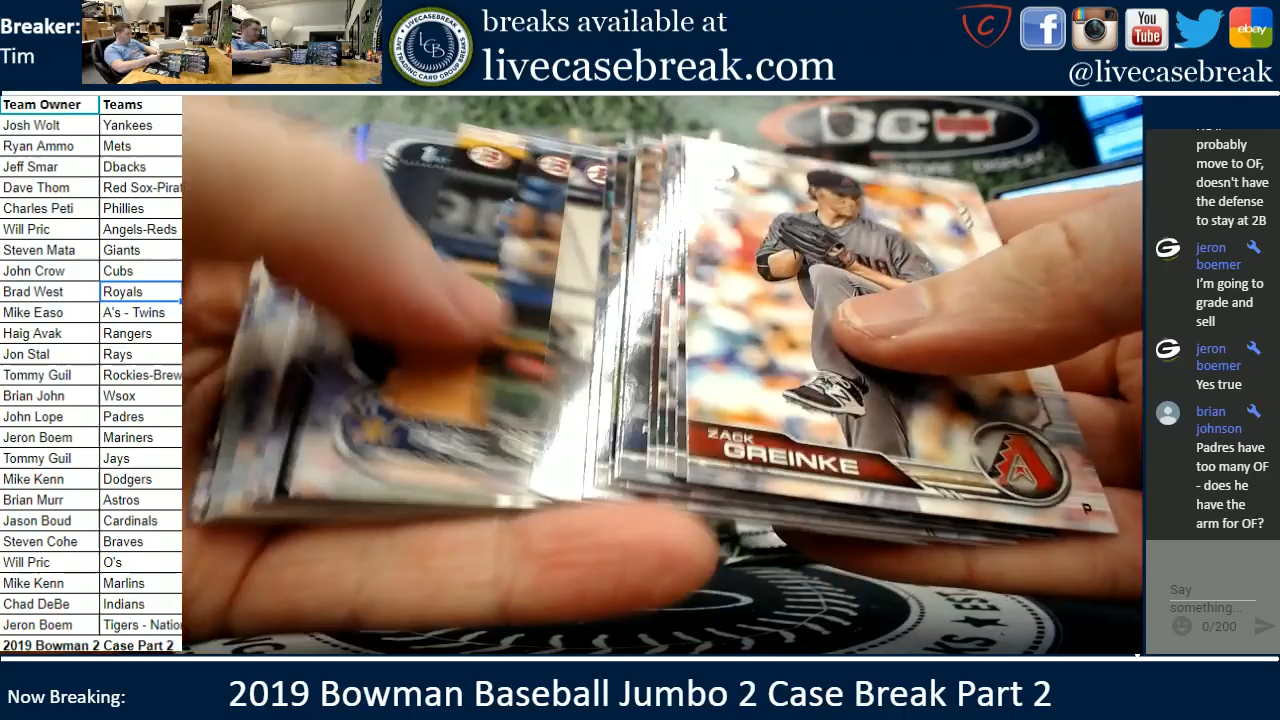 Breaker:
Tim
LIVECASEBREAK
LCB
breaks available at
livecasebreak.com
You
Tube
ebay
@livecasebreak
Team Owner Teams
Josh Wolt Yankees
Ryan Ammo Mets
Jeff Smar Dbacks
Dave Thom Red Sox-Pirat
Charles Peti Phillies
Will Pric Angels-Reds
Steven Mata Giants
John Crow Cubs
Brad West Royals
Mike Easo A's - Twins
Haig Avak Rangers
Jon Stal Rays
Tommy Guil Rockies-Brew
Brian John Wsox
John Lope Padres
Jeron Boem Mariners
Tommy Guil Jays
Mike Kenn Dodgers
Brian Murr Astros
Jason Boud Cardinals
Steven Cohe Braves
Will Pric O's
Mike Kenn Marlins
Chad DeBe Indians
Jeron Boem Tigers - Natio
2019 Bowman 2 Case Part 2
BCW
DISPLAY
ZACK
GREINKE
P
probably
move to OF,
doesn't have
the defense
to stay at 2B
jeron
boemer
I'm going to
grade and
sell
jeron
boemer
Yes true
brian
johnson
Padres have
too many OF
- does he
have the
arm for OF?
Say
something...
0/200
Now Breaking:
2019 Bowman Baseball Jumbo 2 Case Break Part 2